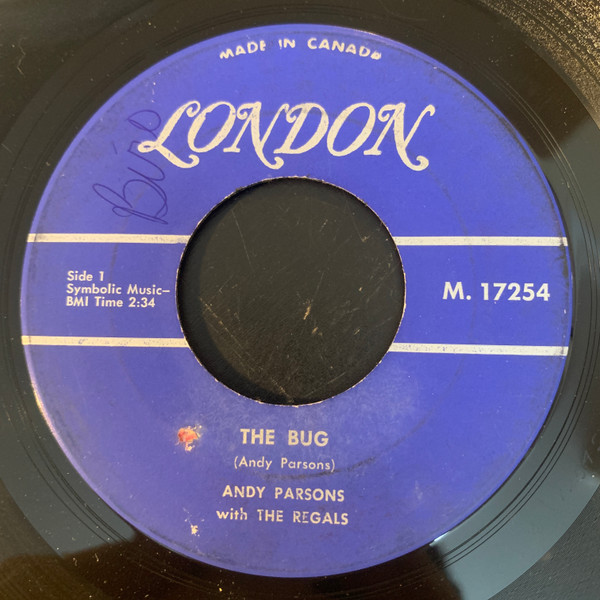 MADE IN CANADA
LONDON
Side 1
Symbolic Music–
BMI Time 2:34
M. 17254
THE BUG
(Andy Parsons)
ANDY PARSONS
with THE REGALS